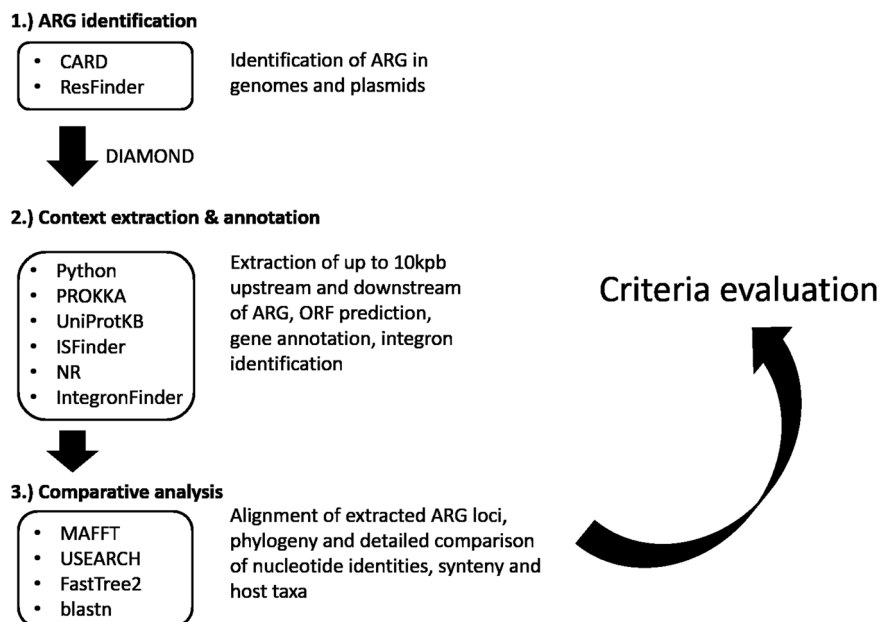 1.) ARG identification
• CARD
• ResFinder
Identification of ARG in
genomes and plasmids
DIAMOND
2.) Context extraction & annotation
• Python
• PROKKA
• UniProtKB
• ISFinder
• NR
• IntegronFinder
Extraction of up to 10kpb
upstream and downstream
of ARG, ORF prediction,
gene annotation, integron
identification
Criteria evaluation
3.) Comparative analysis
• MAFFT
• USEARCH
• FastTree2
• blastn
Alignment of extracted ARG loci,
phylogeny and detailed comparison
of nucleotide identities, synteny and
host taxa